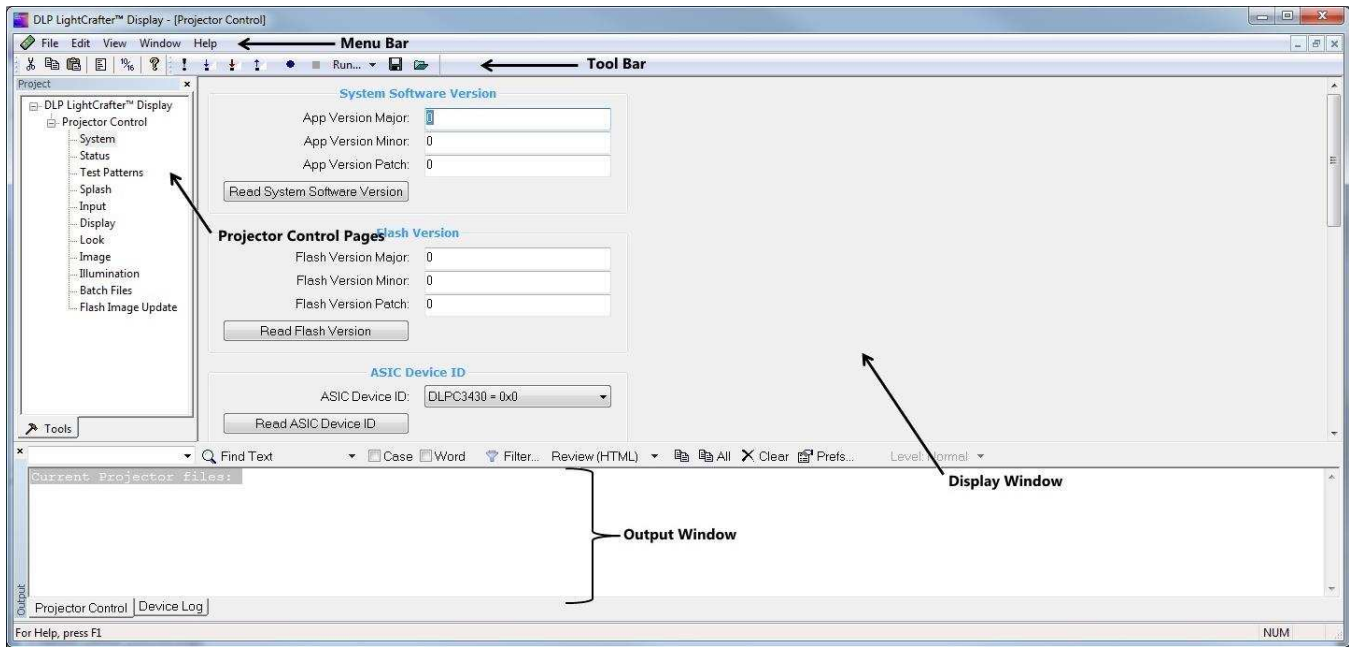 DLP LightCrafter™ Display - [Projector Control]
File Edit View Window Help
Menu Bar
Run...
Tool Bar
Project
DLP LightCrafter™ Display
Projector Control
System
Status
Test Patterns
Splash
Input
Display
Look
Image
Illumination
Batch Files
Flash Image Update
Tools
Projector Control Pages
System Software Version
App Version Major: 0
App Version Minor: 0
App Version Patch: 0
Read System Software Version
Flash Version
Flash Version Major: 0
Flash Version Minor: 0
Flash Version Patch: 0
Read Flash Version
ASIC Device ID
ASIC Device ID: DLPC3430 = 0x0
Read ASIC Device ID
Display Window
Find Text Case Word Filter... Review (HTML) All Clear Prefs... Level: Normal
Current Projector files:
Output Window
Output
Projector Control Device Log
For Help, press F1 NUM